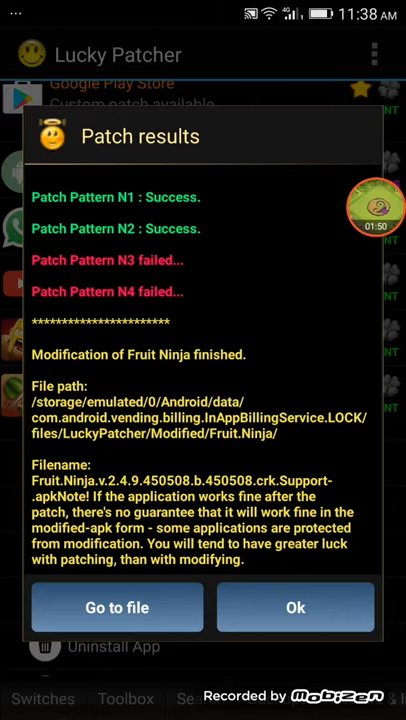 ... 4G 11:38 AM
Lucky Patcher
Google Play Store
Custom patch available
NT
Patch results
Patch Pattern N1 : Success.
01:50
Patch Pattern N2 : Success.
Patch Pattern N3 failed...
Patch Pattern N4 failed...
NT
***********************
Modification of Fruit Ninja finished.
File path:
/storage/emulated/0/Android/data/
com.android.vending.billing.InAppBillingService.LOCK/
files/LuckyPatcher/Modified/Fruit.Ninja/
NT
Filename:
Fruit.Ninja.v.2.4.9.450508.b.450508.crk.Support-
.apkNote! If the application works fine after the
patch, there's no guarantee that it will work fine in the
modified-apk form - some applications are protected
from modification. You will tend to have greater luck
with patching, than with modifying.
Go to file
Ok
Uninstall App
Switches
Toolbox
Recorded by Mobizen